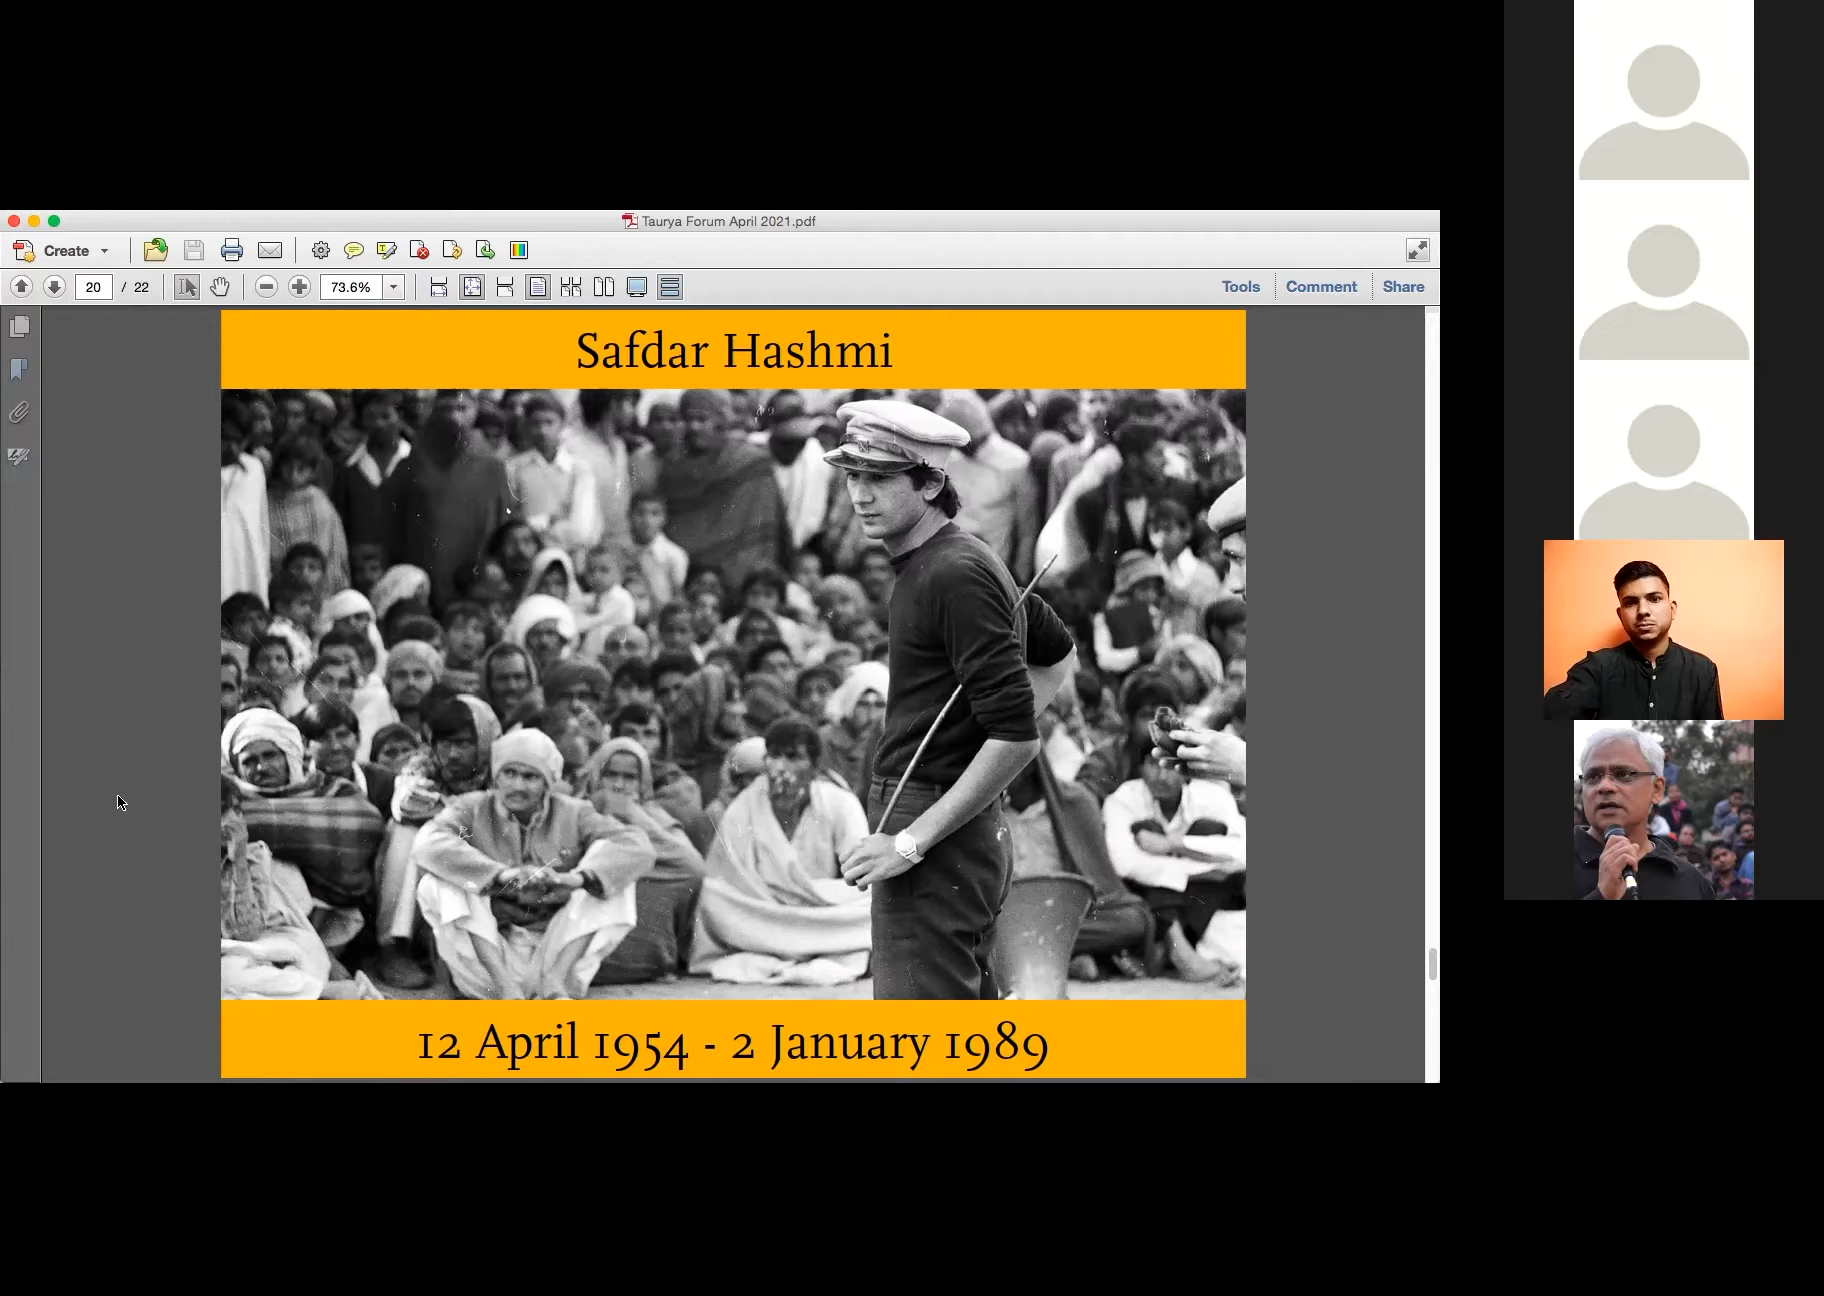 Taurya Forum April 2021.pdf
Create
20 / 22
73.6%
Tools
Comment
Share
Safdar Hashmi
12 April 1954 - 2 January 1989